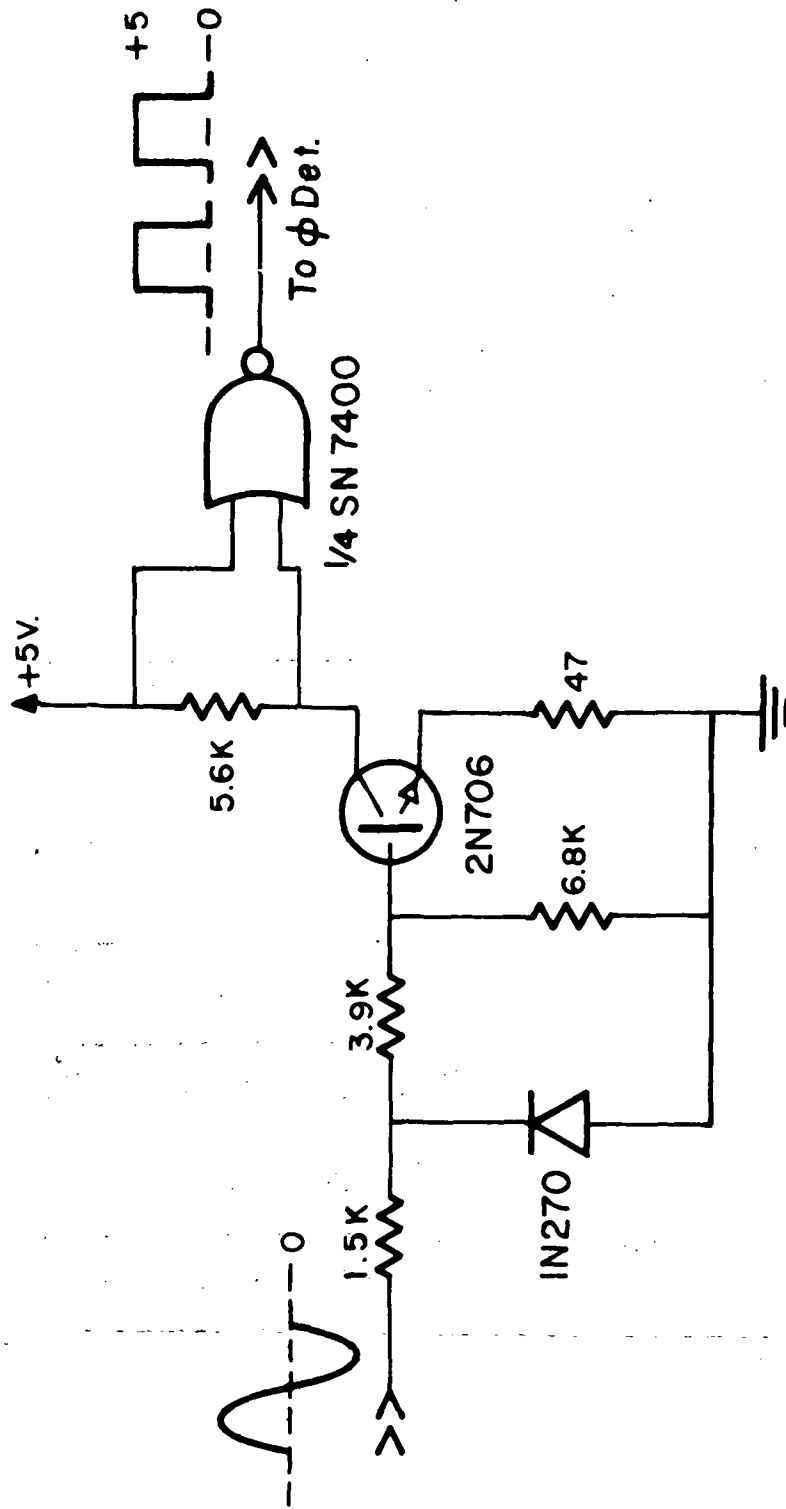 +5V.
+5
0
5.6K
To ϕ Det.
1/4 SN 7400
0
1.5K
3.9K
2N706
1N270
6.8K
47